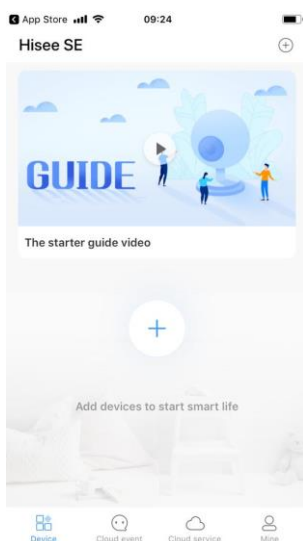 App Store 09:24
Hisee SE
GUIDE
The starter guide video
Add devices to start smart life
Device Cloud event Cloud service Mine